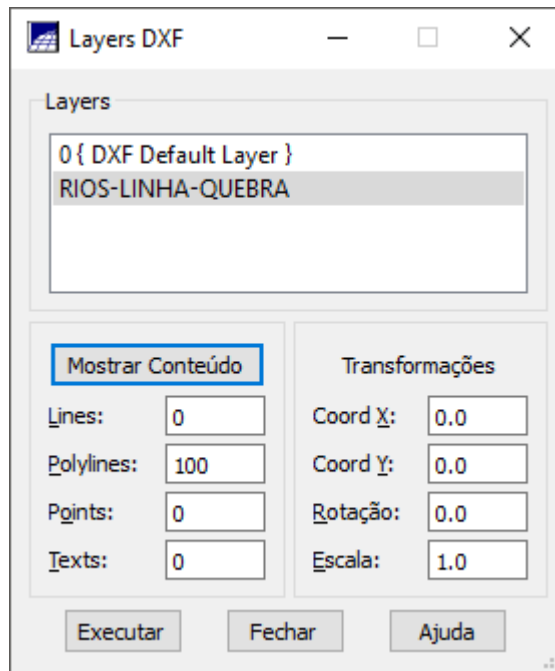 Layers DXF
Layers
0 { DXF Default Layer }
RIOS-LINHA-QUEBRA
Mostrar Conteúdo
Lines: 0
Polylines: 100
Points: 0
Texts: 0
Transformações
Coord X: 0.0
Coord Y: 0.0
Rotação: 0.0
Escala: 1.0
Executar Fechar Ajuda